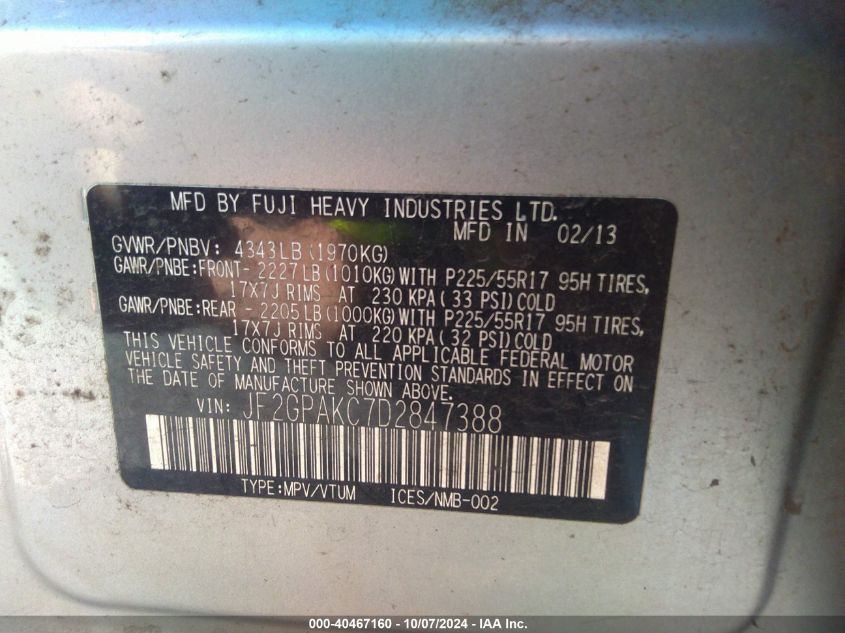 MFD BY FUJI HEAVY INDUSTRIES LTD.
MFD IN 02/13
GVWR/PNBV: 4343LB (1970KG)
GAWR/PNBE:FRONT- 2227LB (1010KG) WITH P225/55R17 95H TIRES,
17X7J RIMS AT 230 KPA ( 33 PSI) COLD
GAWR/PNBE:REAR - 2205LB (1000KG) WITH P225/55R17 95H TIRES,
17X7J RIMS AT 220 KPA ( 32 PSI) COLD
THIS VEHICLE CONFORMS TO ALL APPLICABLE FEDERAL MOTOR
VEHICLE SAFETY AND THEFT PREVENTION STANDARDS IN EFFECT ON
THE DATE OF MANUFACTURE SHOWN ABOVE.
VIN: JF2GPAKC7D2847388
TYPE:MPV/VTUM ICES/NMB-002
000-40467160 - 10/07/2024 - IAA Inc.